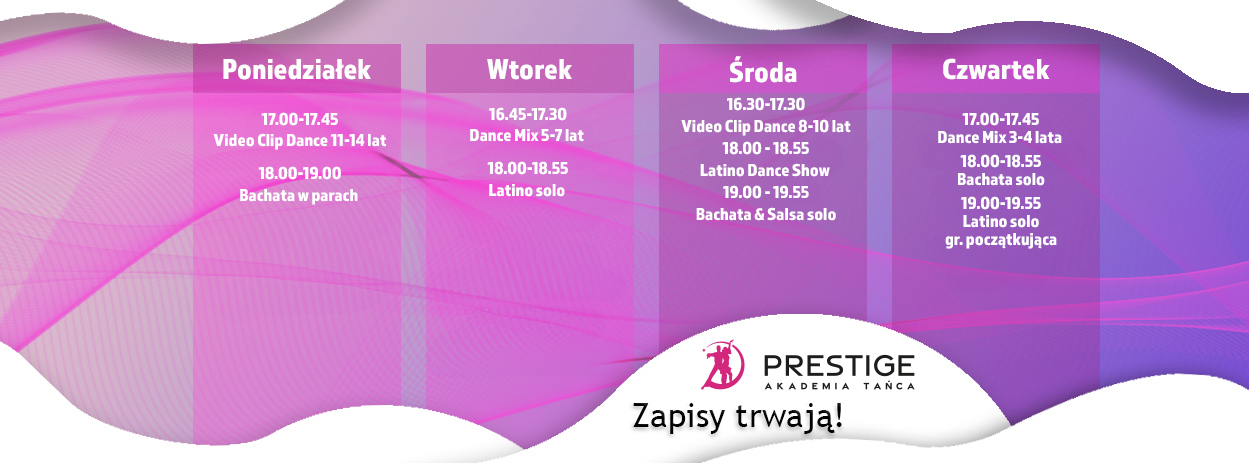 Poniedziałek
17.00-17.45
Video Clip Dance 11-14 lat
18.00-19.00
Bachata w parach
Wtorek
16.45-17.30
Dance Mix 5-7 lat
18.00-18.55
Latino solo
Środa
16.30-17.30
Video Clip Dance 8-10 lat
18.00 - 18.55
Latino Dance Show
19.00 - 19.55
Bachata & Salsa solo
Czwartek
17.00-17.45
Dance Mix 3-4 lata
18.00-18.55
Bachata solo
19.00-19.55
Latino solo
gr. początkująca
PRESTIGE
AKADEMIA TAŃCA
Zapisy trwają!